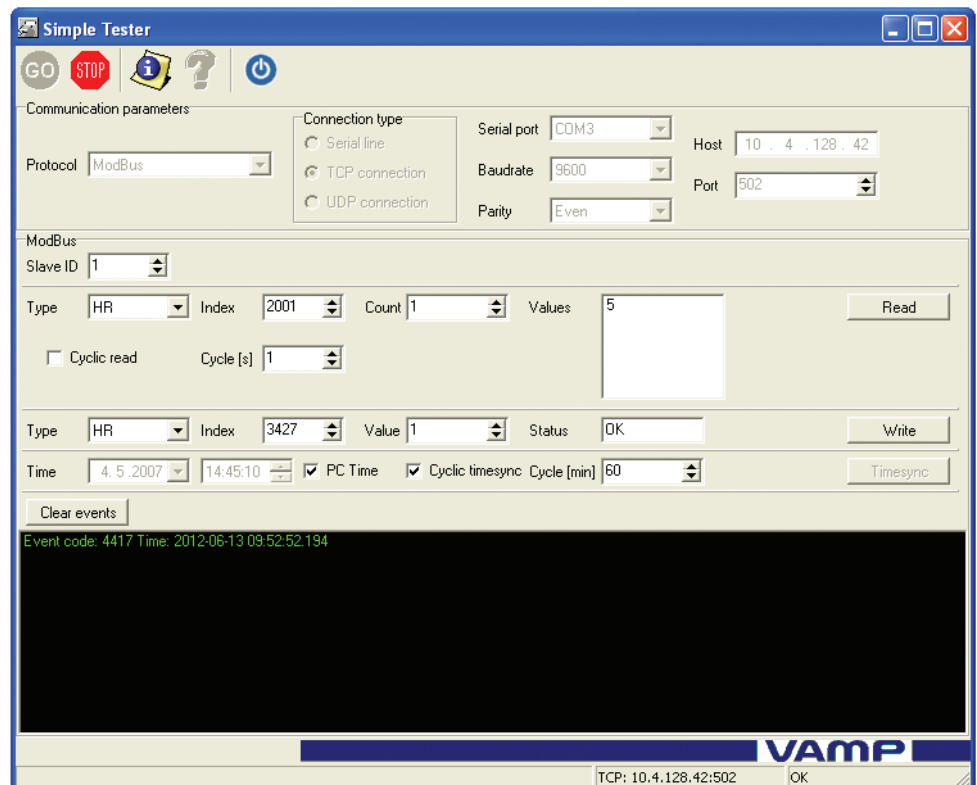 Simple Tester
GO STOP
Communication parameters
Protocol ModBus
Connection type
Serial line
TCP connection
UDP connection
Serial port COM3
Baudrate 9600
Parity Even
Host 10 . 4 .128 . 42
Port 502
ModBus
Slave ID 1
Type HR Index 2001 Count 1 Values 5 Read
Cyclic read Cycle [s] 1
Type HR Index 3427 Value 1 Status OK Write
Time 4. 5.2007 14:45:10 PC Time Cyclic timesync Cycle [min] 60 Timesync
Clear events
Event code: 4417 Time: 2012-06-13 09:52:52.194
VAMP
TCP: 10.4.128.42:502 OK